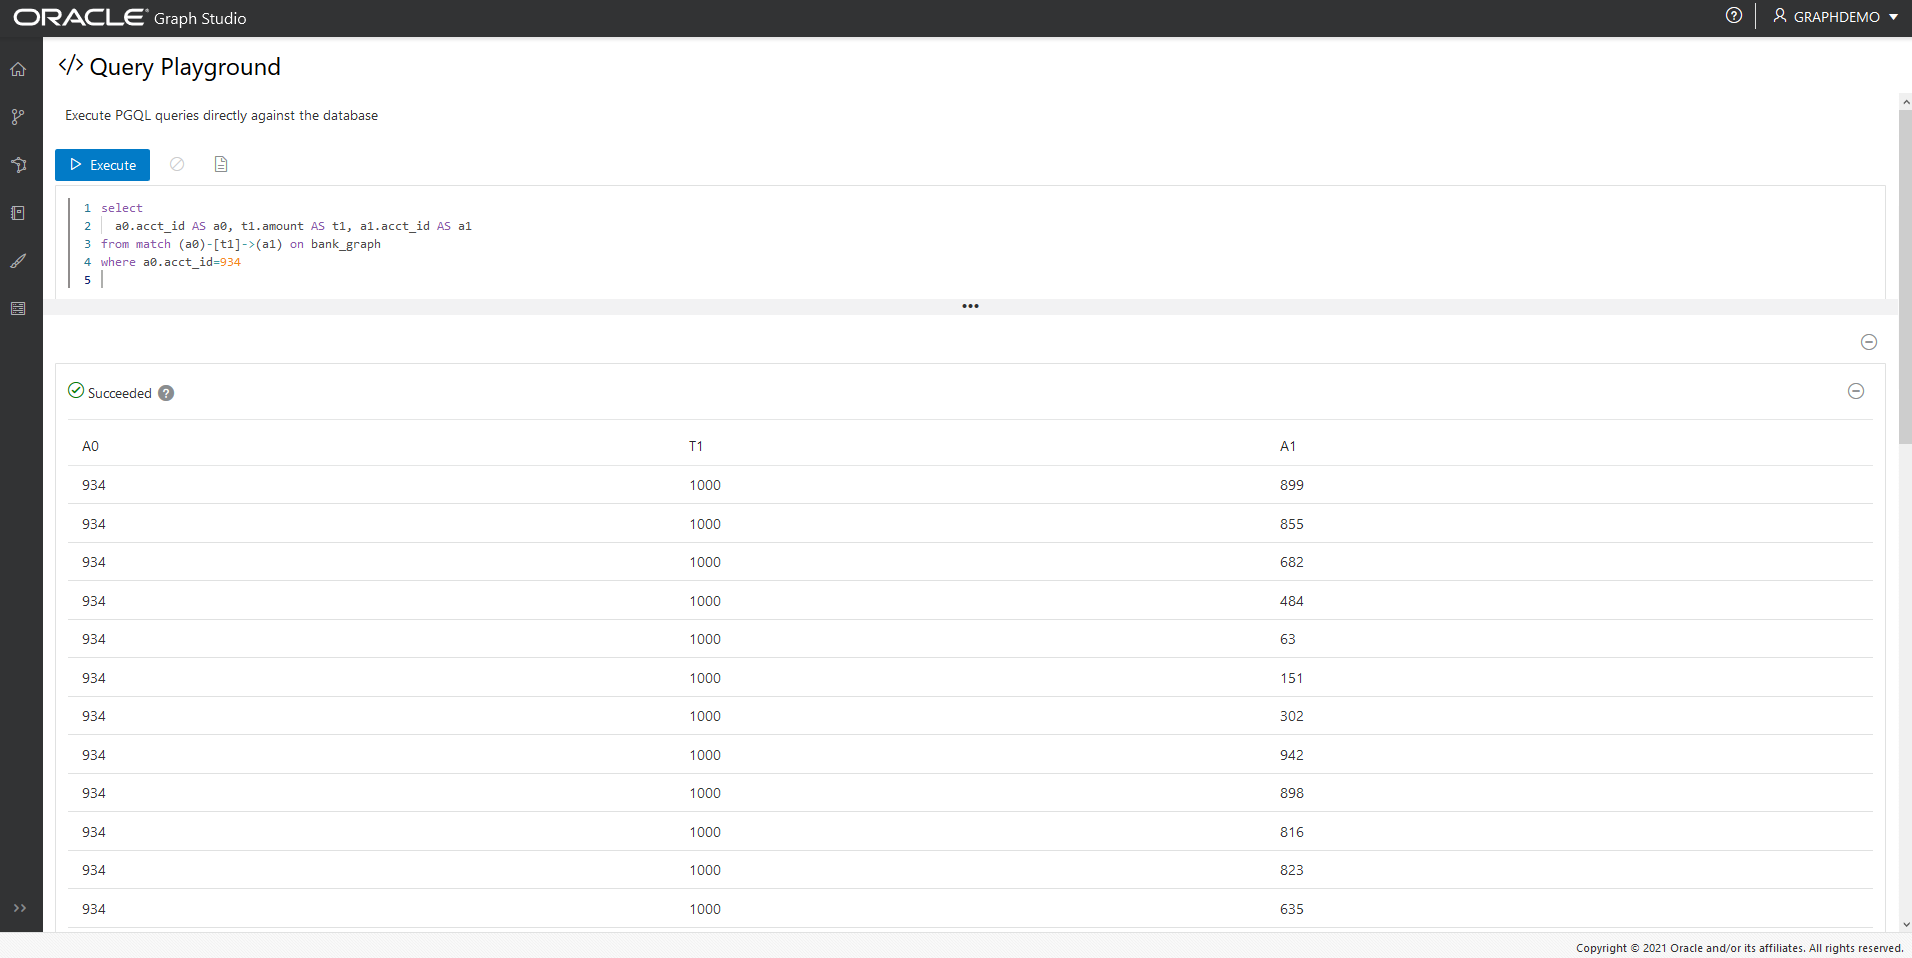 ORACLE® Graph Studio
GRAPHDEMO
</> Query Playground
Execute PGQL queries directly against the database
Execute
1 select
2 a0.acct_id AS a0, t1.amount AS t1, a1.acct_id AS a1
3 from match (a0)-[t1]->(a1) on bank_graph
4 where a0.acct_id=934
5
Succeeded
A0 T1 A1
934 1000 899
934 1000 855
934 1000 682
934 1000 484
934 1000 63
934 1000 151
934 1000 302
934 1000 942
934 1000 898
934 1000 816
934 1000 823
934 1000 635
Copyright © 2021 Oracle and/or its affiliates. All rights reserved.